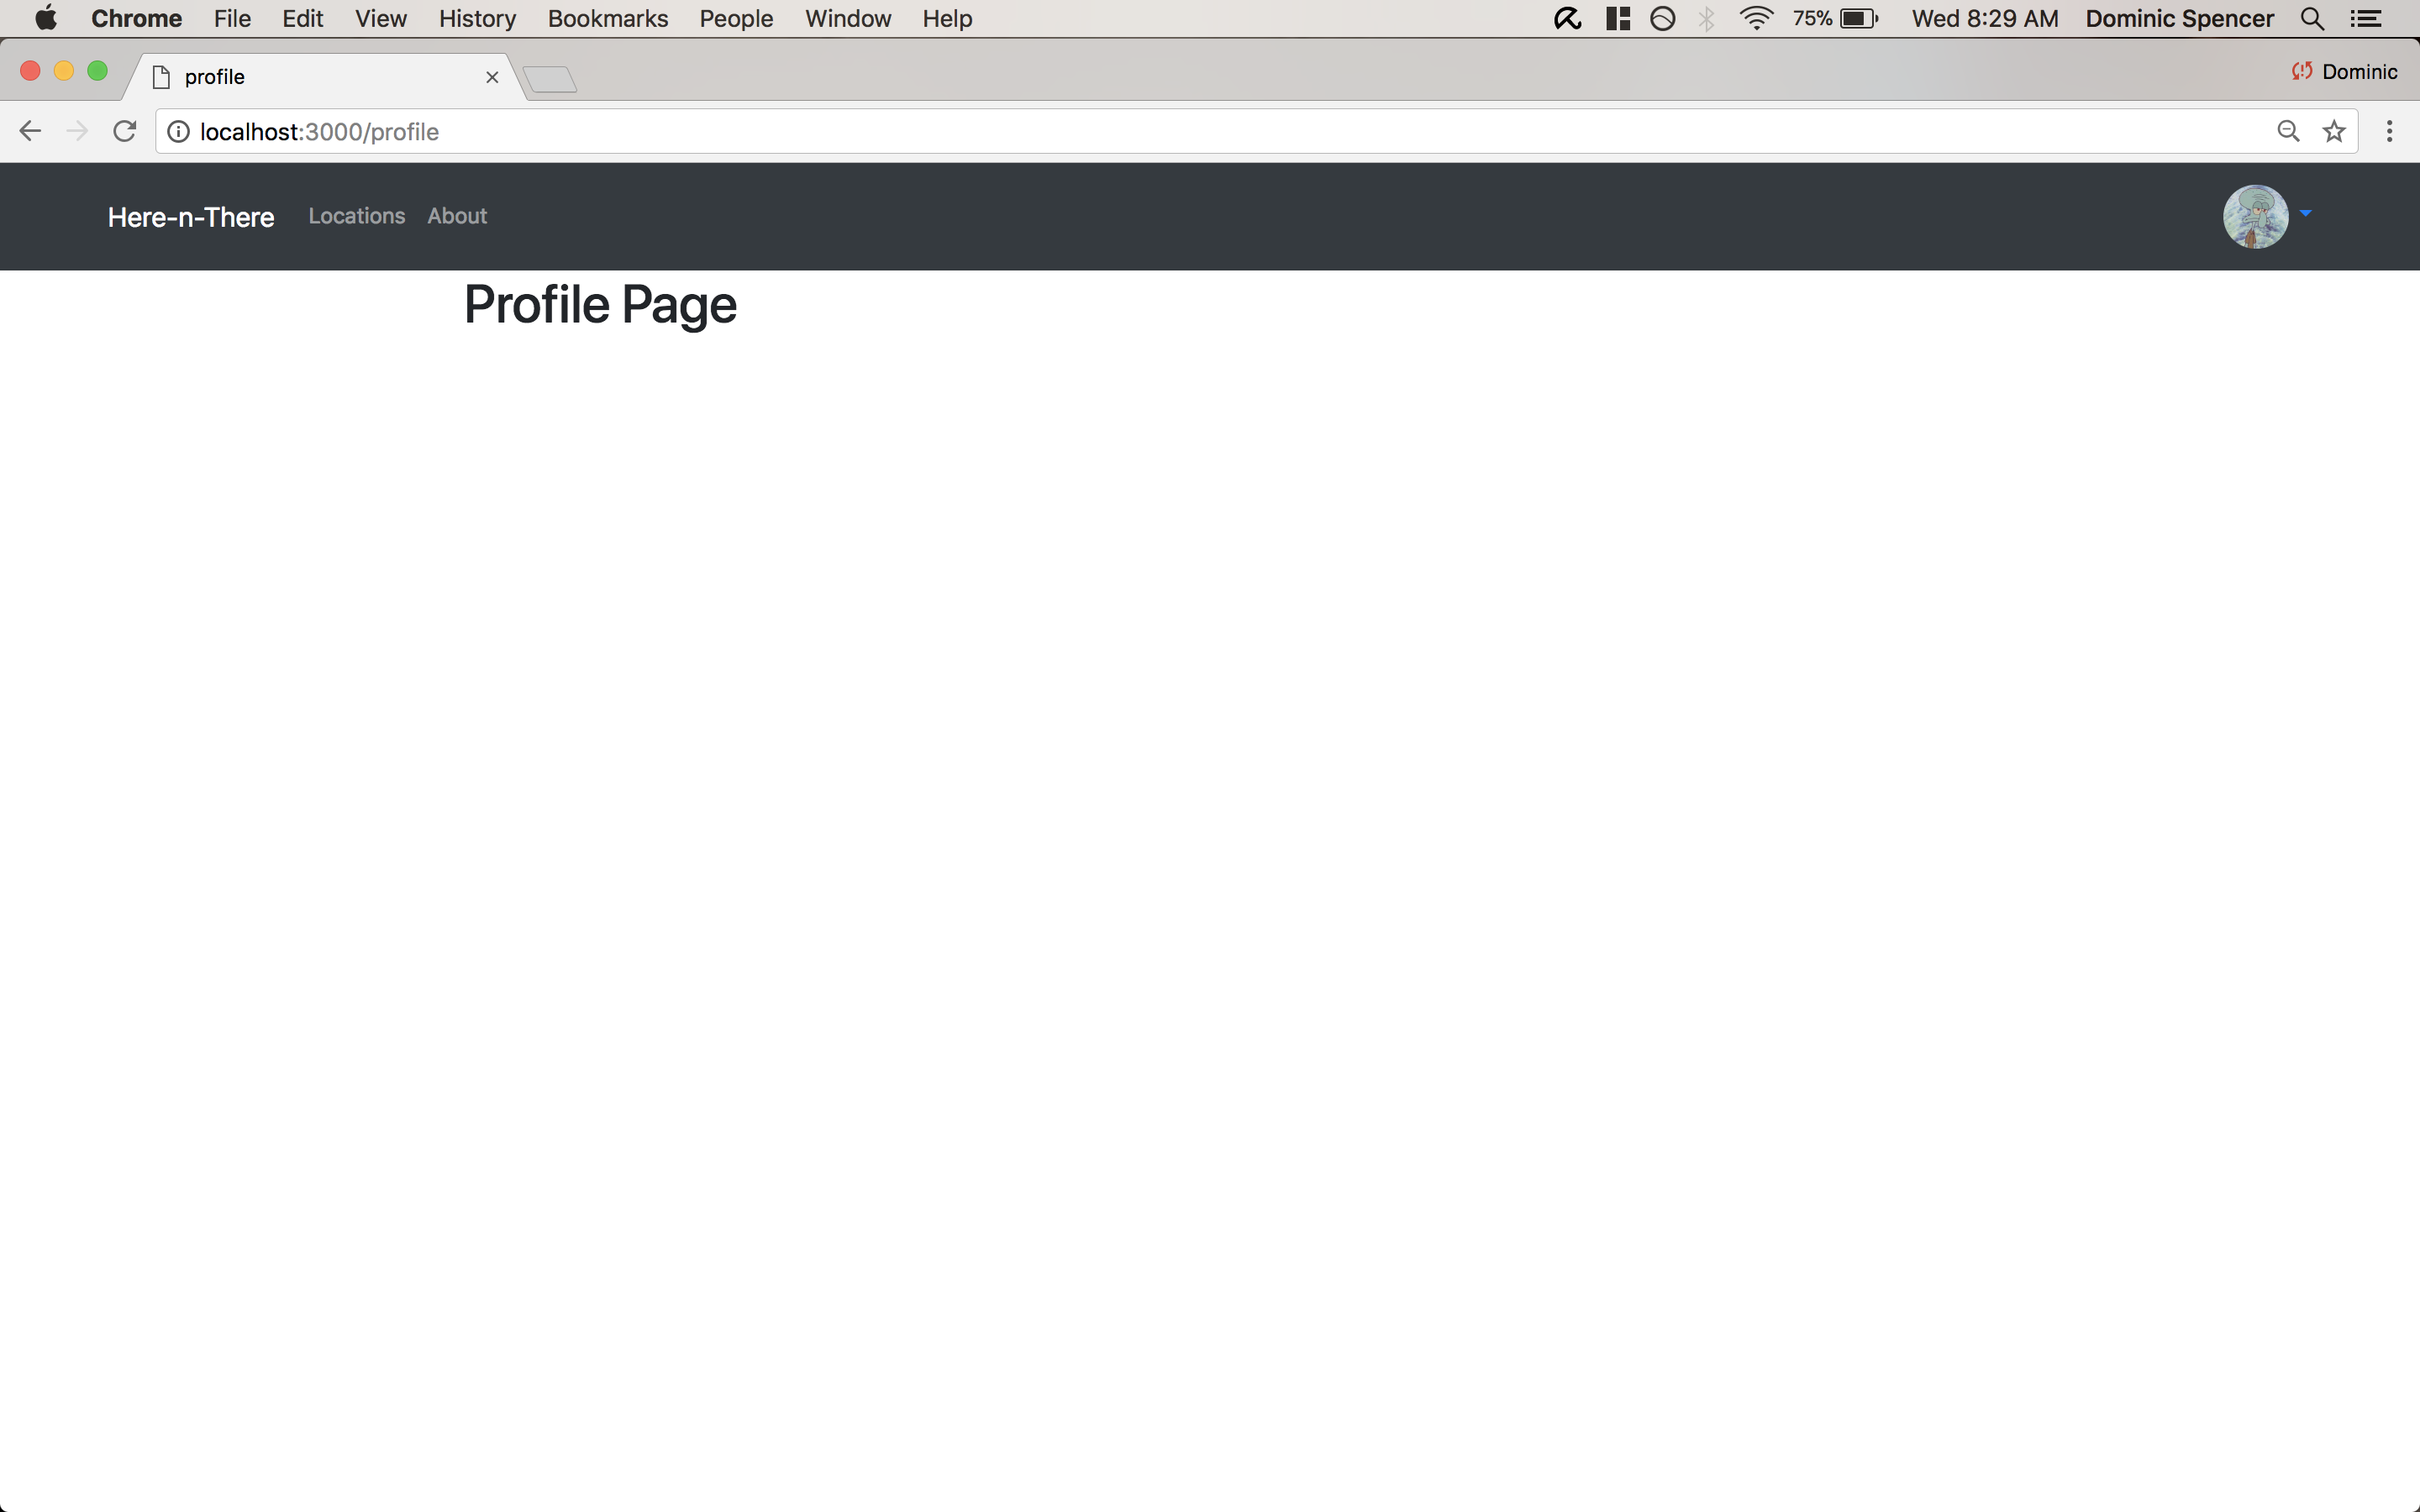 Chrome File Edit View History Bookmarks People Window Help 75% Wed 8:29 AM Dominic Spencer
profile Dominic
localhost:3000/profile
Here-n-There Locations About
Profile Page